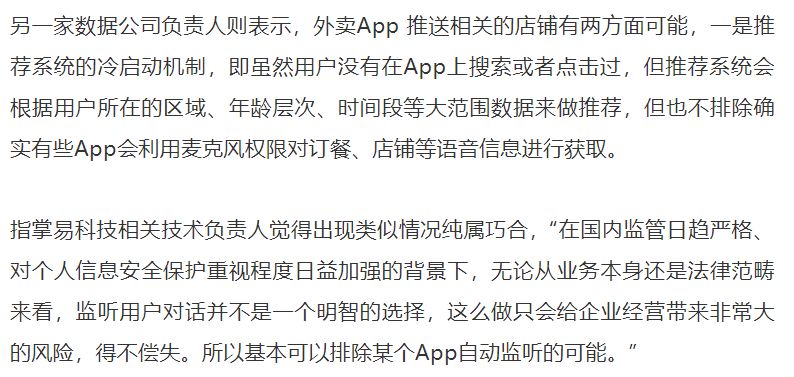 另一家数据公司负责人则表示，外卖App 推送相关的店铺有两方面可能，一是推
荐系统的冷启动机制，即虽然用户没有在App上搜索或者点击过，但推荐系统会
根据用户所在的区域、年龄层次、时间段等大范围数据来做推荐，但也不排除确
实有些App会利用麦克风权限对订餐、店铺等语音信息进行获取。
指掌易科技相关技术负责人觉得出现类似情况纯属巧合，“在国内监管日趋严格、
对个人信息安全保护重视程度日益加强的背景下，无论从业务本身还是法律范畴
来看，监听用户对话并不是一个明智的选择，这么做只会给企业经营带来非常大
的风险，得不偿失。所以基本可以排除某个App自动监听的可能。”